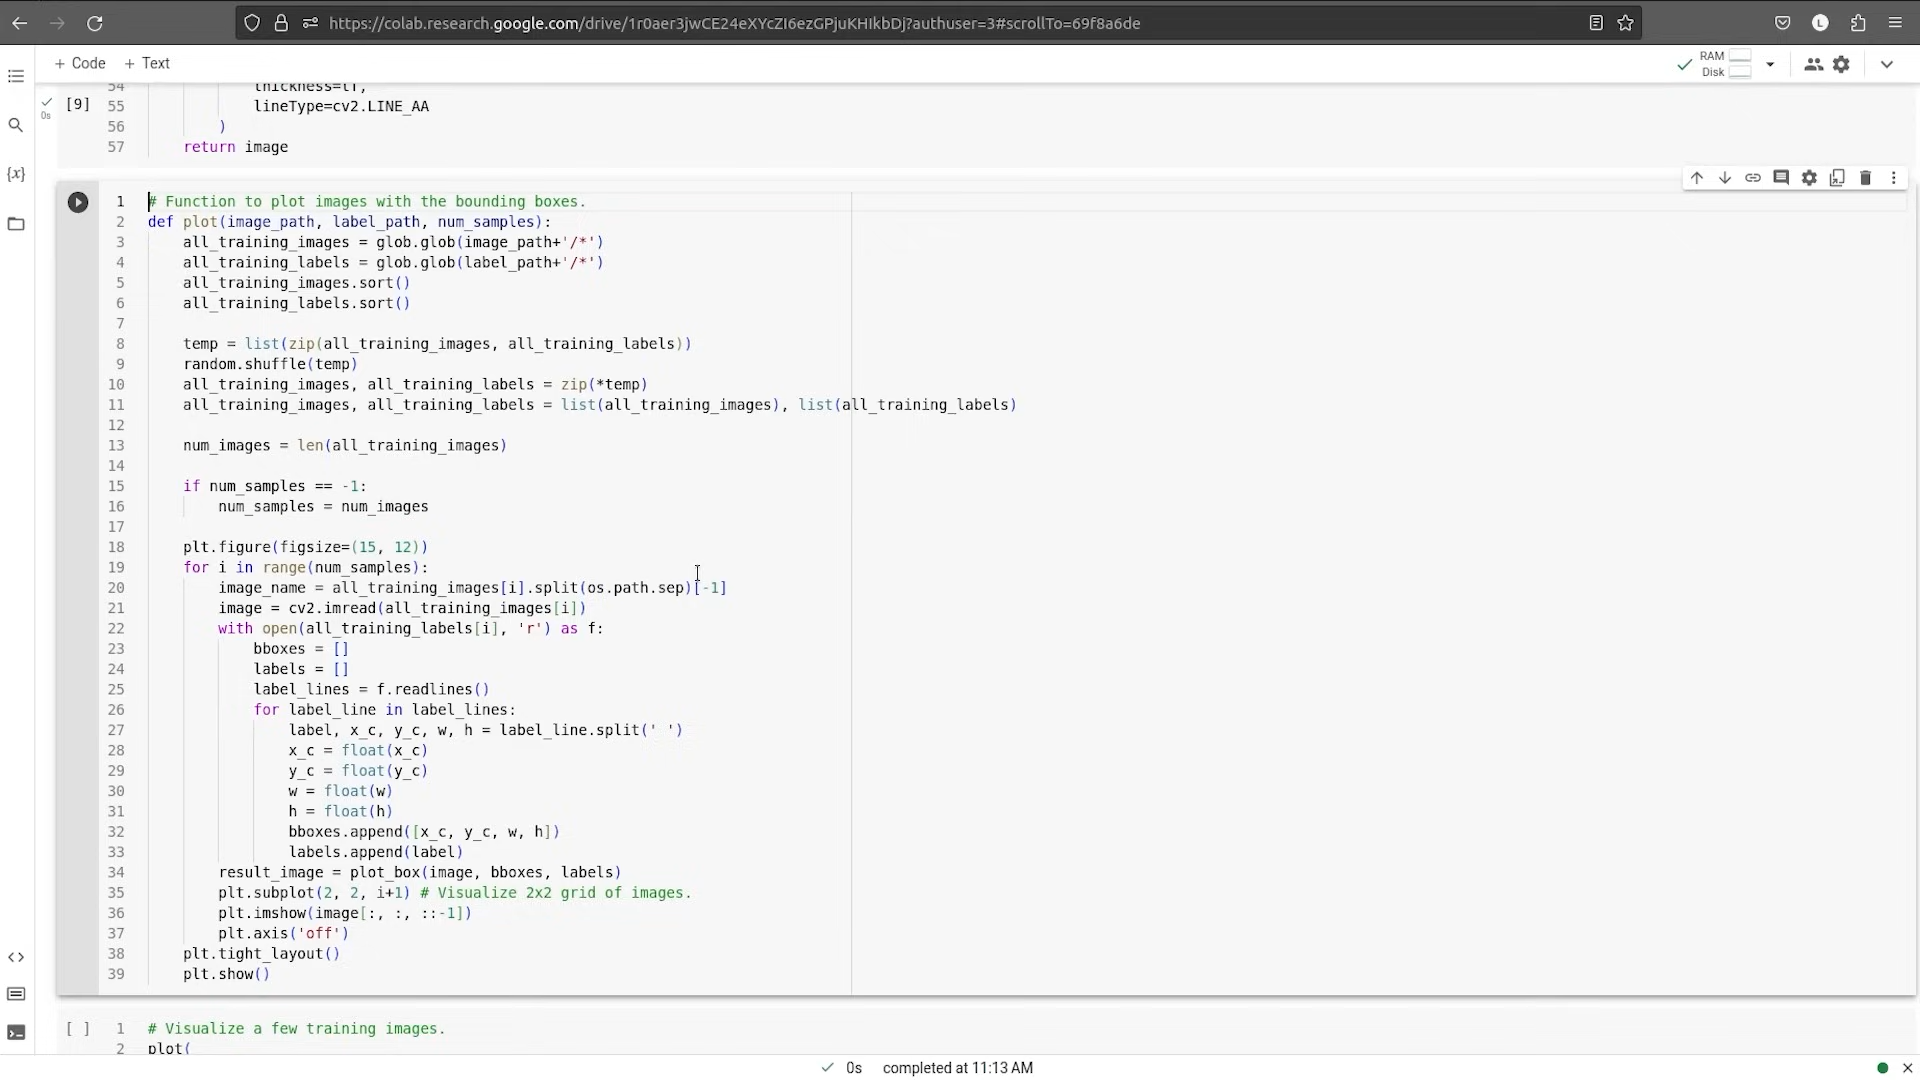 https://colab.research.google.com/drive/1r0aer3jwCE24eXYcZI6ezGPjuKHIkbDj?authuser=3#scrollTo=69f8a6de
+ Code + Text
RAM
Disk
54 thickness=tf,
[9] 55 lineType=cv2.LINE_AA
0s
56 )
57 return image
1 # Function to plot images with the bounding boxes.
2 def plot(image_path, label_path, num_samples):
3 all_training_images = glob.glob(image_path+'/*')
4 all_training_labels = glob.glob(label_path+'/*')
5 all_training_images.sort()
6 all_training_labels.sort()
7
8 temp = list(zip(all_training_images, all_training_labels))
9 random.shuffle(temp)
10 all_training_images, all_training_labels = zip(*temp)
11 all_training_images, all_training_labels = list(all_training_images), list(all_training_labels)
12
13 num_images = len(all_training_images)
14
15 if num_samples == -1:
16 num_samples = num_images
17
18 plt.figure(figsize=(15, 12))
19 for i in range(num_samples):
20 image_name = all_training_images[i].split(os.path.sep)[-1]
21 image = cv2.imread(all_training_images[i])
22 with open(all_training_labels[i], 'r') as f:
23 bboxes = []
24 labels = []
25 label_lines = f.readlines()
26 for label_line in label_lines:
27 label, x_c, y_c, w, h = label_line.split(' ')
28 x_c = float(x_c)
29 y_c = float(y_c)
30 w = float(w)
31 h = float(h)
32 bboxes.append([x_c, y_c, w, h])
33 labels.append(label)
34 result_image = plot_box(image, bboxes, labels)
35 plt.subplot(2, 2, i+1) # Visualize 2x2 grid of images.
36 plt.imshow(image[:, :, ::-1])
37 plt.axis('off')
38 plt.tight_layout()
39 plt.show()
[ ] 1 # Visualize a few training images.
2 plot(
0s completed at 11:13 AM